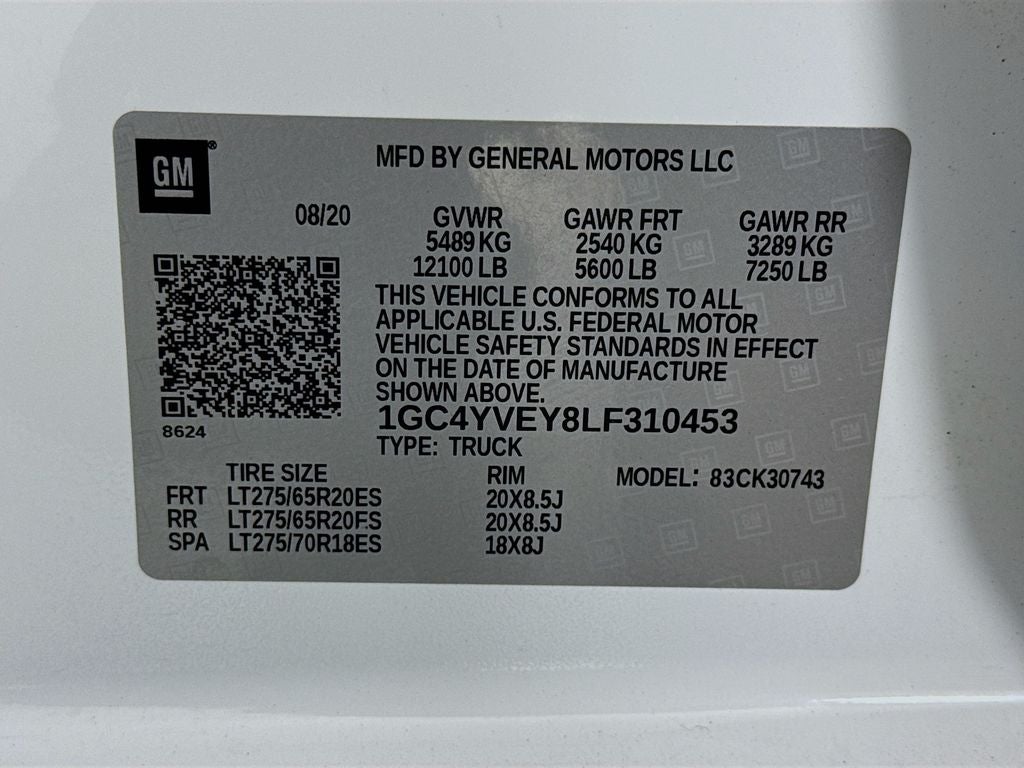 GM®
MFD BY GENERAL MOTORS LLC
08/20 GVWR GAWR FRT GAWR RR
5489 KG 2540 KG 3289 KG
12100 LB 5600 LB 7250 LB
THIS VEHICLE CONFORMS TO ALL
APPLICABLE U.S. FEDERAL MOTOR
VEHICLE SAFETY STANDARDS IN EFFECT
ON THE DATE OF MANUFACTURE
SHOWN ABOVE.
1GC4YVEY8LF310453
8624
TYPE: TRUCK
TIRE SIZE RIM MODEL: 83CK30743
FRT LT275/65R20ES 20X8.5J
RR LT275/65R20ES 20X8.5J
SPA LT275/70R18ES 18X8J